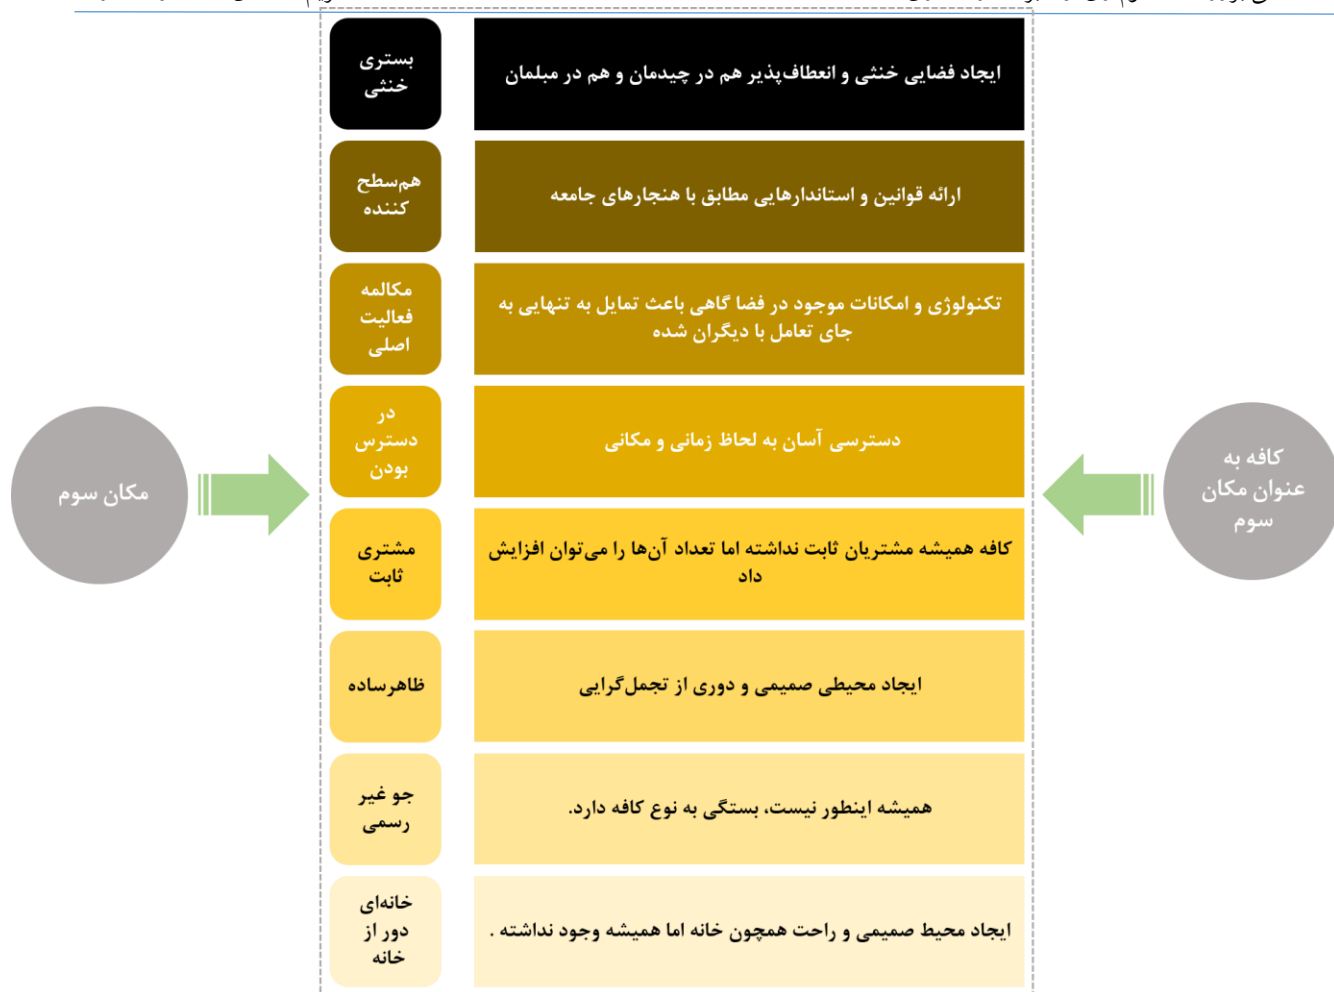 ایجاد فضایی خنثی و انعطاف‌پذیر هم در چیدمان و هم در مبلمان
بستری
خنثی
ارائه قوانین و استاندارهایی مطابق با هنجارهای جامعه
هم‌سطح
کننده
تکنولوژی و امکانات موجود در فضا گاهی باعث تمایل به تنهایی به
جای تعامل با دیگران شده
مکالمه
فعالیت
اصلی
دسترسی آسان به لحاظ زمانی و مکانی
در
دسترس
بودن
کافه به
عنوان مکان
سوم
مکان سوم
کافه همیشه مشتریان ثابت نداشته اما تعداد آن‌ها را می‌توان افزایش
داد
مشتری
ثابت
ایجاد محیطی صمیمی و دوری از تجمل‌گرایی
ظاهرساده
همیشه اینطور نیست، بستگی به نوع کافه دارد.
جو غیر
رسمی
ایجاد محیط صمیمی و راحت همچون خانه اما همیشه وجود نداشته .
خانه‌ای
دور از
خانه